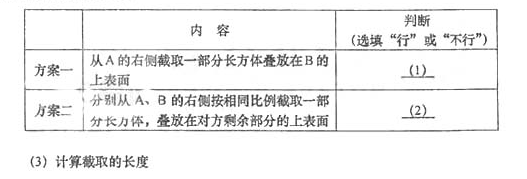 内 容
判断
(选填“行”或“不行”)
方案一
从A的右侧截取一部分长方体叠放在B的
上表面
(1)
方案二
分别从A、B的右侧按相同比例截取一部
分长方体，叠放在对方剩余部分的上表面
(2)
(3) 计算截取的长度